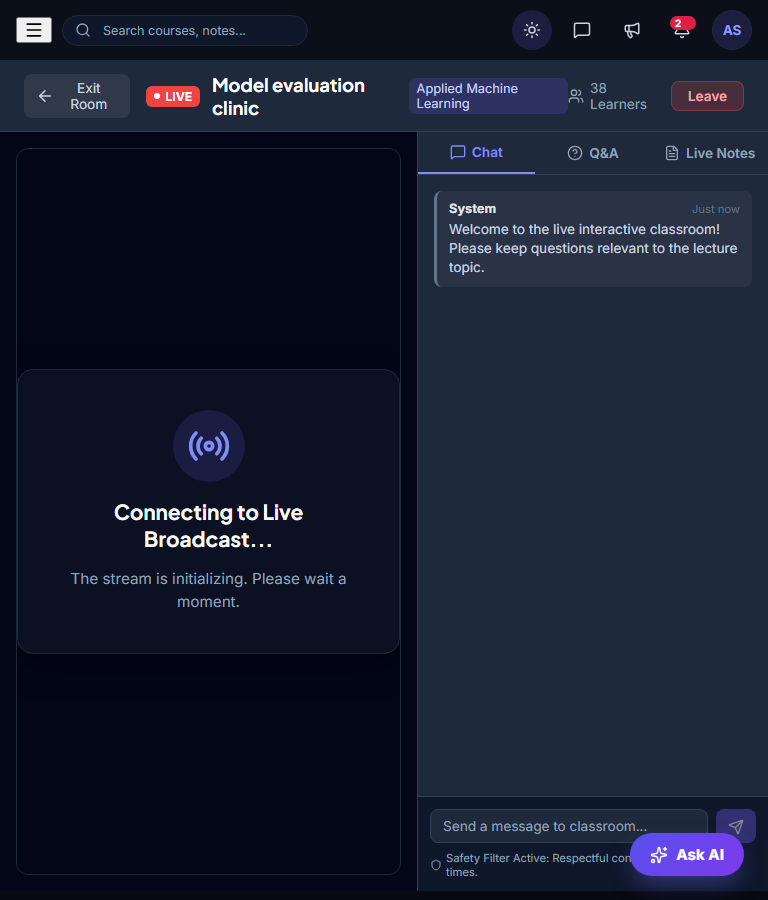 Search courses, notes...
2
AS
Exit
Room
LIVE
Model evaluation
clinic
Applied Machine
Learning
38
Learners
Leave
Chat
Q&A
Live Notes
System
Just now
Welcome to the live interactive classroom!
Please keep questions relevant to the lecture
topic.
Connecting to Live
Broadcast...
The stream is initializing. Please wait a
moment.
Send a message to classroom...
Safety Filter Active: Respectful
times.
Ask AI